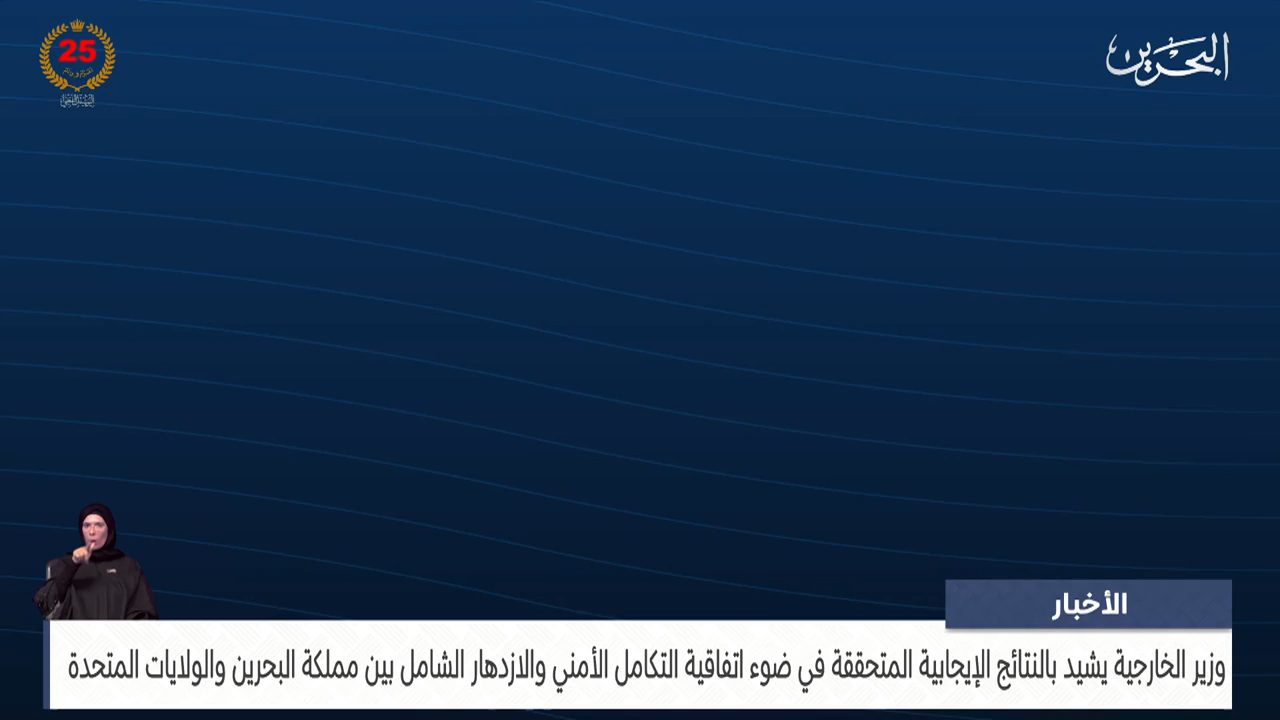 البحرين
25
الأخبار
وزير الخارجية يشيد بالنتائج الإيجابية المتحققة في ضوء اتفاقية التكامل الأمني والازدهار الشامل بين مملكة البحرين والولايات المتحدة